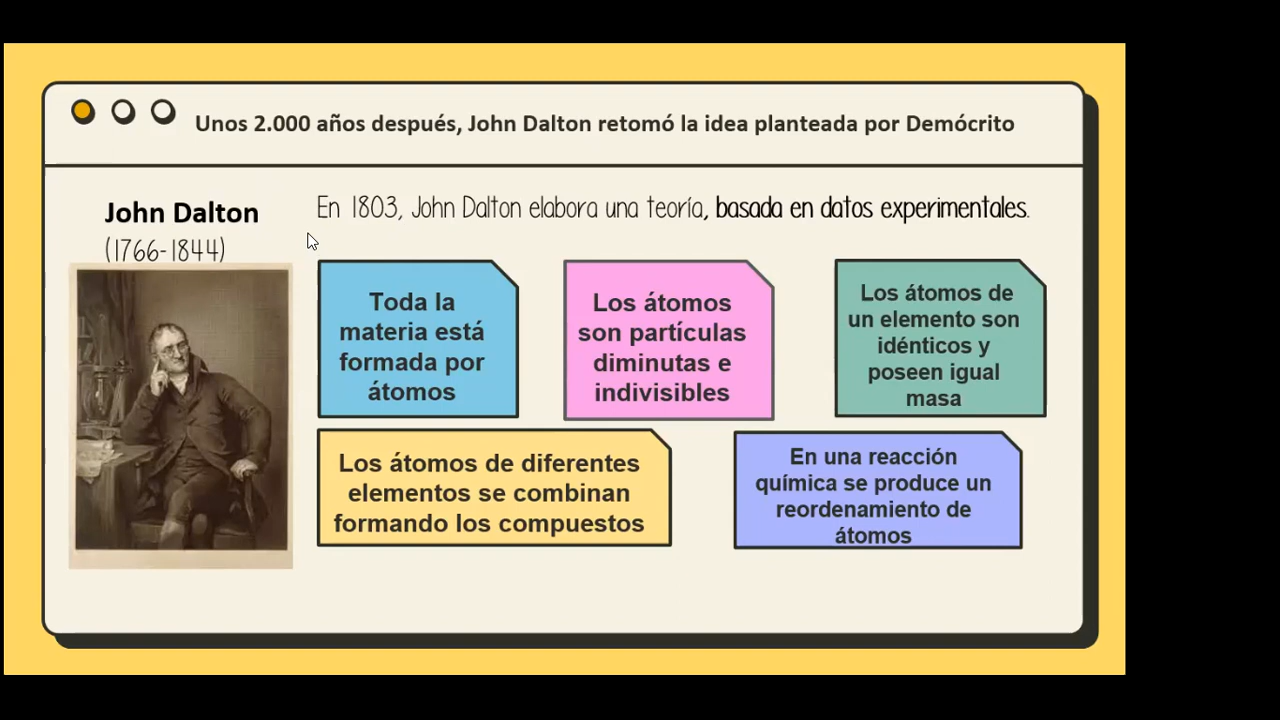 Unos 2.000 años después, John Dalton retomó la idea planteada por Demócrito
John Dalton
(1766-1844)
En 1803, John Dalton elabora una teoría, basada en datos experimentales.
Toda la
materia está
formada por
átomos
Los átomos
son partículas
diminutas e
indivisibles
Los átomos de
un elemento son
idénticos y
poseen igual
masa
Los átomos de diferentes
elementos se combinan
formando los compuestos
En una reacción
química se produce un
reordenamiento de
átomos